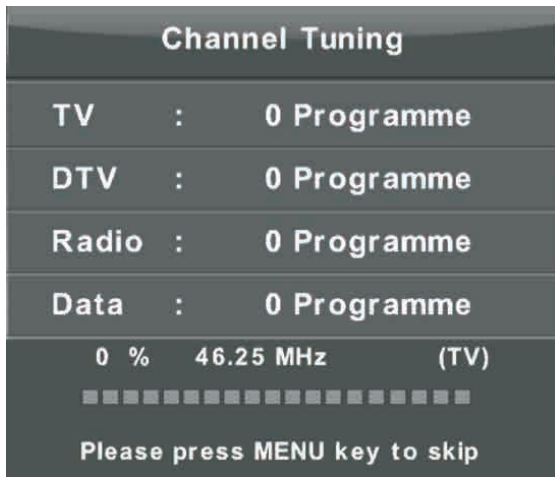 Channel Tuning
TV : 0 Programme
DTV : 0 Programme
Radio : 0 Programme
Data : 0 Programme
0 % 46.25 MHz (TV)
Please press MENU key to skip